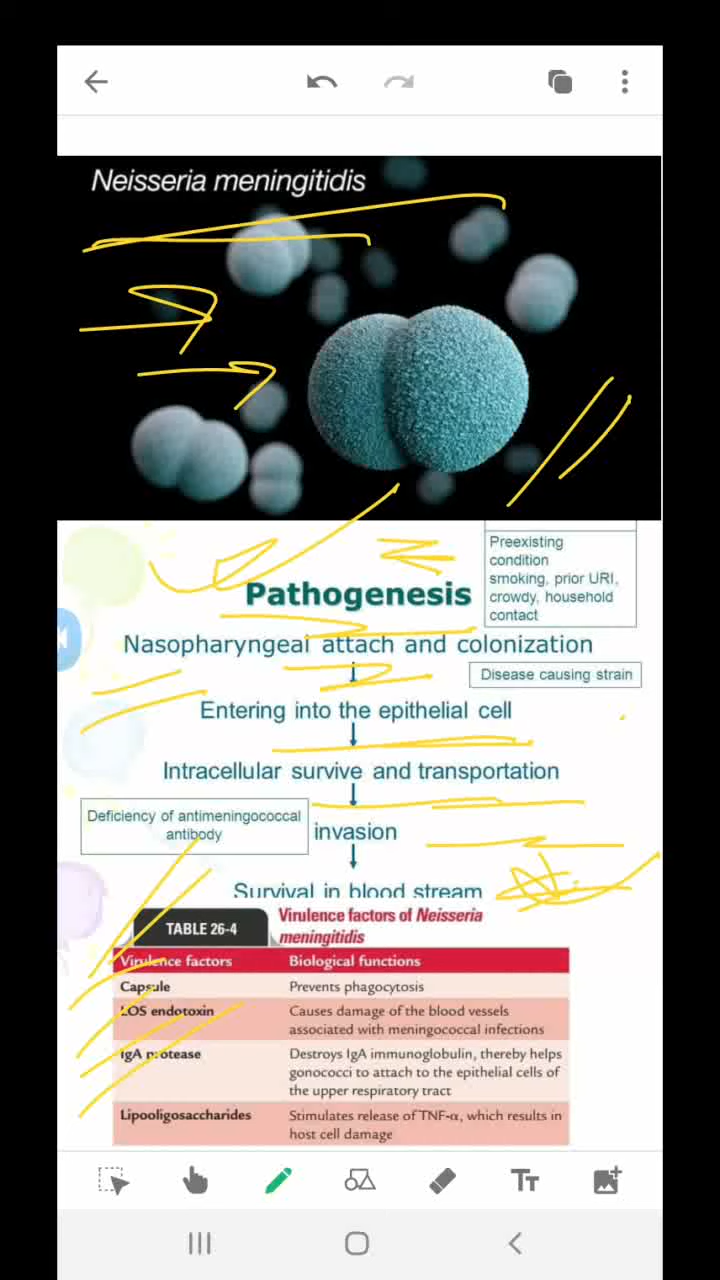 Neisseria meningitidis
Preexisting
condition
smoking, prior URI,
crowdy, household
contact
Pathogenesis
Nasopharyngeal attach and colonization
Disease causing strain
Entering into the epithelial cell
Intracellular survive and transportation
Deficiency of antimeningococcal
antibody
invasion
Survival in blood stream
TABLE 26-4
Virulence factors of Neisseria
meningitidis
Virulence factors Biological functions
Capsule Prevents phagocytosis
LOS endotoxin Causes damage of the blood vessels
associated with meningococcal infections
IgA protease Destroys IgA immunoglobulin, thereby helps
gonococci to attach to the epithelial cells of
the upper respiratory tract
Lipooligosaccharides Stimulates release of TNF-α, which results in
host cell damage
Tт